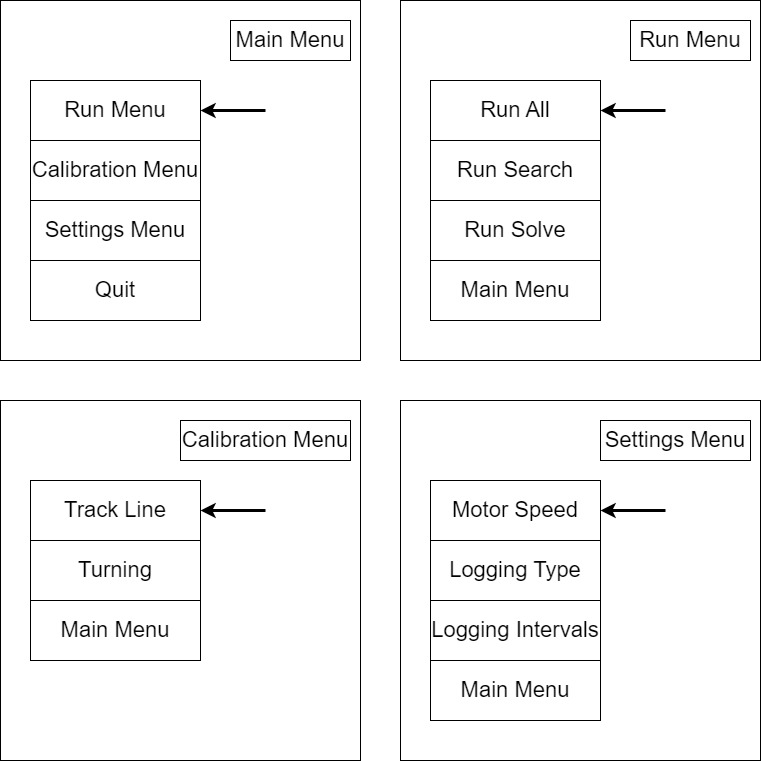 Main Menu
Run Menu
Calibration Menu
Settings Menu
Quit
Run Menu
Run All
Run Search
Run Solve
Main Menu
Calibration Menu
Track Line
Turning
Main Menu
Settings Menu
Motor Speed
Logging Type
Logging Intervals
Main Menu